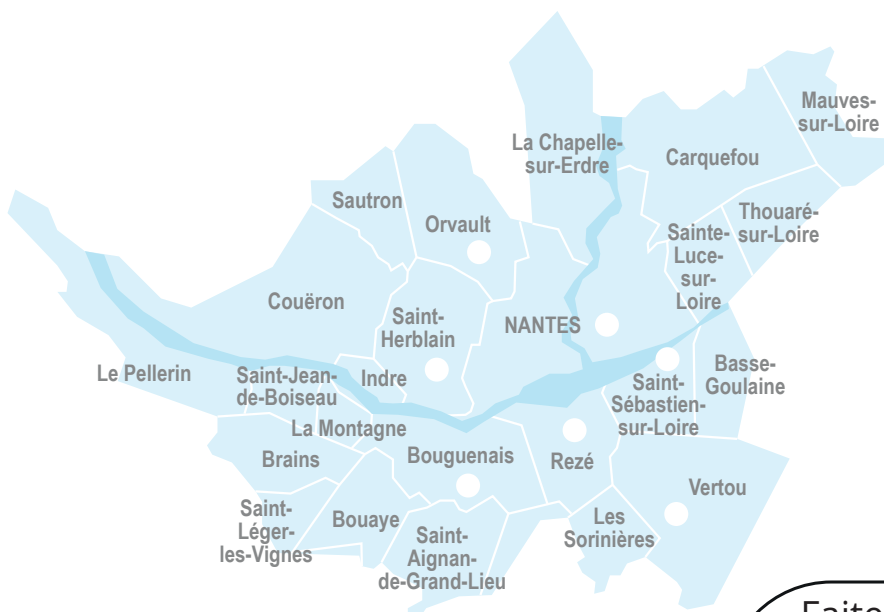 Mauves-
sur-Loire
La Chapelle-
sur-Erdre
Carquefou
Sautron
Orvault
Thouaré-
sur-Loire
Sainte-
Luce-
sur-
Loire
Couëron
Saint-
Herblain
NANTES
Le Pellerin
Saint-Jean-
de-Boiseau
Indre
Basse-
Goulaine
Saint-
Sébastien-
sur-Loire
La Montagne
Brains
Bouguenais
Rezé
Vertou
Saint-
Léger-
les-Vignes
Bouaye
Saint-
Aignan-
de-Grand-Lieu
Les
Sorinières